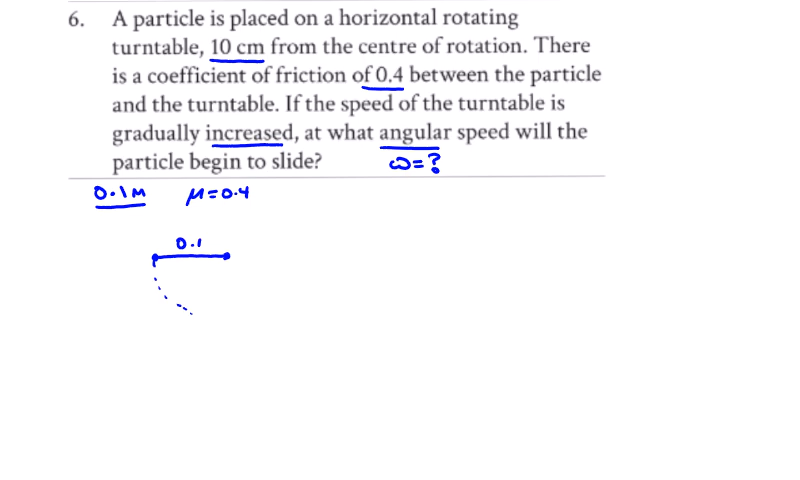 6. A particle is placed on a horizontal rotating
turntable, 10 cm from the centre of rotation. There
is a coefficient of friction of 0.4 between the particle
and the turntable. If the speed of the turntable is
gradually increased, at what angular speed will the
particle begin to slide? ω=?
0.1M μ=0.4
0.1